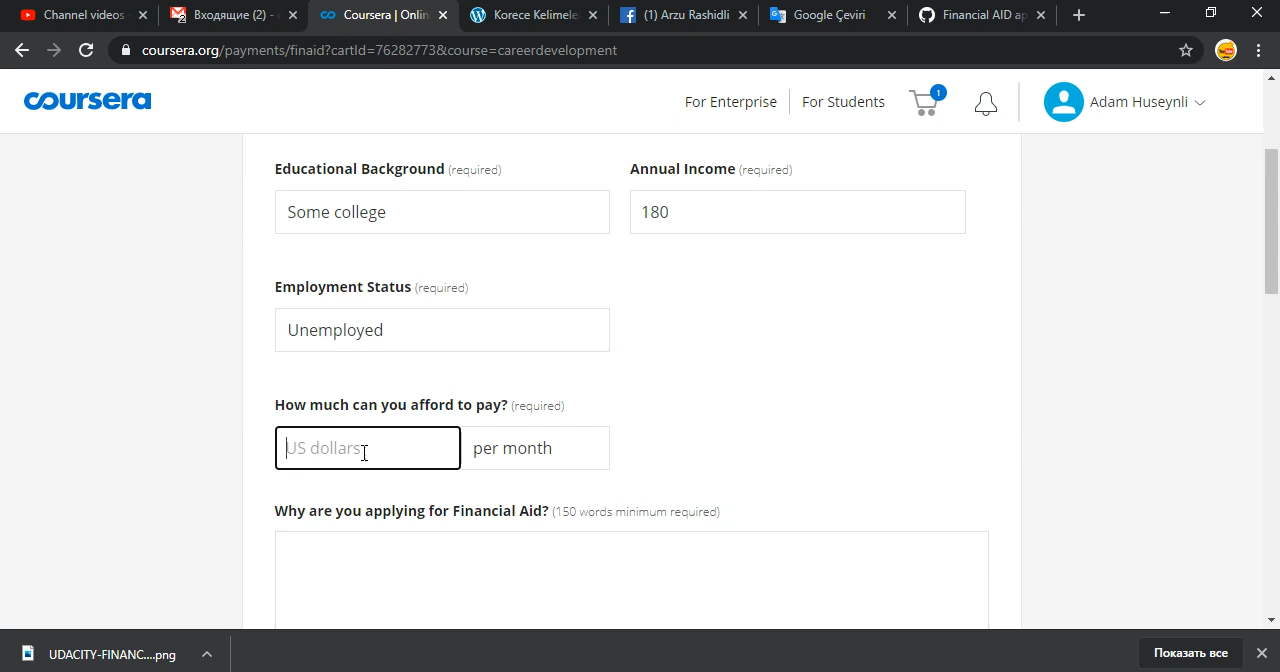 Channel videos
Входящие (2) -
Coursera | Onlin
Korece Kelimele
(1) Arzu Rashidli
Google Çeviri
Financial AID ap
coursera.org/payments/finaid?cartId=76282773&course=careerdevelopment
coursera
For Enterprise
For Students
1
Adam Huseynli
Educational Background (required)
Annual Income (required)
Some college
180
Employment Status (required)
Unemployed
How much can you afford to pay? (required)
US dollars
per month
Why are you applying for Financial Aid? (150 words minimum required)
UDACITY-FINANC....png
Показать все